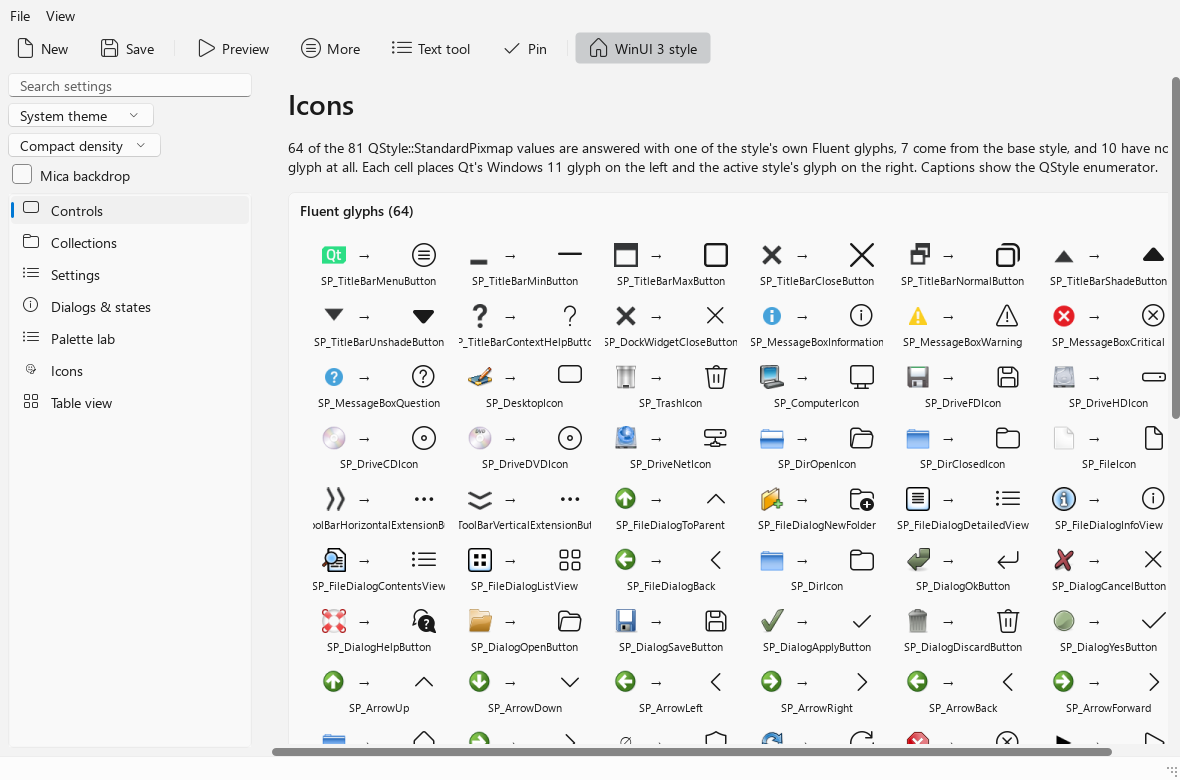 File View
New Save Preview More Text tool Pin WinUI 3 style
Search settings
System theme
Compact density
Mica backdrop
Controls
Collections
Settings
Dialogs & states
Palette lab
Icons
Table view
Icons
64 of the 81 QStyle::StandardPixmap values are answered with one of the style's own Fluent glyphs, 7 come from the base style, and 10 have no
glyph at all. Each cell places Qt's Windows 11 glyph on the left and the active style's glyph on the right. Captions show the QStyle enumerator.
Fluent glyphs (64)
Qt
SP_TitleBarMenuButton SP_TitleBarMinButton SP_TitleBarMaxButton SP_TitleBarCloseButton SP_TitleBarNormalButton SP_TitleBarShadeButton
SP_TitleBarUnshadeButton P_TitleBarContextHelpButtc SP_DockWidgetCloseButton SP_MessageBoxInformation SP_MessageBoxWarning SP_MessageBoxCritical
SP_MessageBoxQuestion SP_DesktopIcon SP_TrashIcon SP_ComputerIcon SP_DriveFDIcon SP_DriveHDIcon
DVD
SP_DriveCDIcon SP_DriveDVDIcon SP_DriveNetIcon SP_DirOpenIcon SP_DirClosedIcon SP_FileIcon
oolBarHorizontalExtensionB ToolBarVerticalExtensionBut SP_FileDialogToParent SP_FileDialogNewFolder SP_FileDialogDetailedView SP_FileDialogInfoView
SP_FileDialogContentsView SP_FileDialogListView SP_FileDialogBack SP_DirIcon SP_DialogOkButton SP_DialogCancelButton
SP_DialogHelpButton SP_DialogOpenButton SP_DialogSaveButton SP_DialogApplyButton SP_DialogDiscardButton SP_DialogYesButton
SP_ArrowUp SP_ArrowDown SP_ArrowLeft SP_ArrowRight SP_ArrowBack SP_ArrowForward